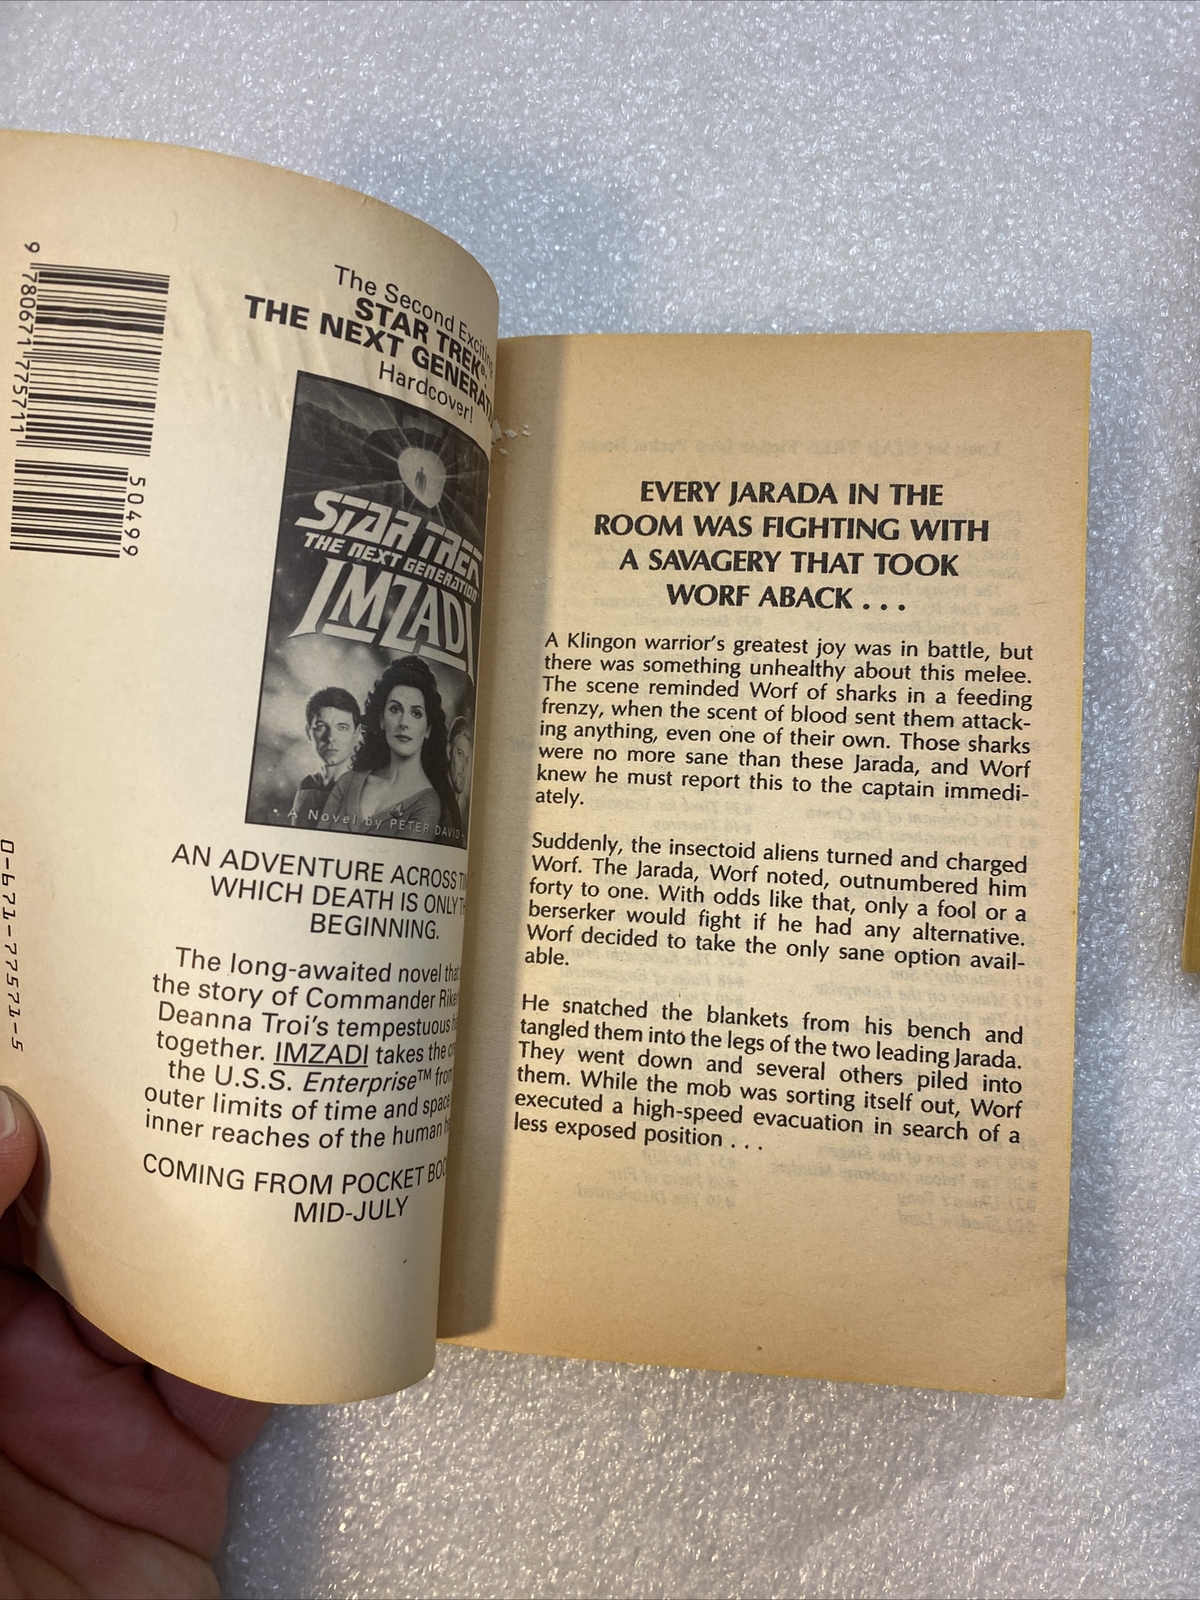 9 780671 775711
50499
0-671-77571-5
The Second Exciting
STAR TREK®:
THE NEXT GENERATI
Hardcover!
STAR TREK
THE NEXT GENERATION
IMZADI
• A Novel by PETER DAVID •
AN ADVENTURE ACROSS
WHICH DEATH IS ONLY
BEGINNING.
The long-awaited novel
the story of Commander
Deanna Troi's tempestuous
together. IMZADI takes the
the U.S.S. Enterprise™
outer limits of time and space
inner reaches of the human
COMING FROM POCKET
MID-JULY
EVERY JARADA IN THE
ROOM WAS FIGHTING WITH
A SAVAGERY THAT TOOK
WORF ABACK . . .
A Klingon warrior's greatest joy was in battle, but
there was something unhealthy about this melee.
The scene reminded Worf of sharks in a feeding
frenzy, when the scent of blood sent them attack-
ing anything, even one of their own. Those sharks
were no more sane than these Jarada, and Worf
knew he must report this to the captain immedi-
ately.
Suddenly, the insectoid aliens turned and charged
Worf. The Jarada, Worf noted, outnumbered him
forty to one. With odds like that, only a fool or a
berserker would fight if he had any alternative.
Worf decided to take the only sane option avail-
able.
He snatched the blankets from his bench and
tangled them into the legs of the two leading Jarada.
They went down and several others piled into
them. While the mob was sorting itself out, Worf
executed a high-speed evacuation in search of a
less exposed position . . .